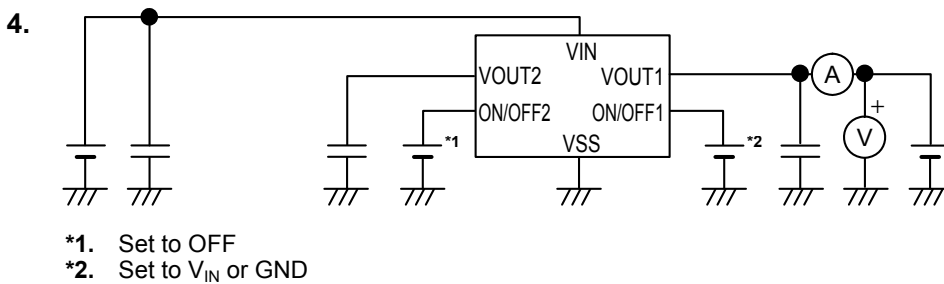 4.
VIN
VOUT2 VOUT1
ON/OFF2 ON/OFF1
VSS
*1 *2
A
+
V
*1. Set to OFF
*2. Set to VIN or GND